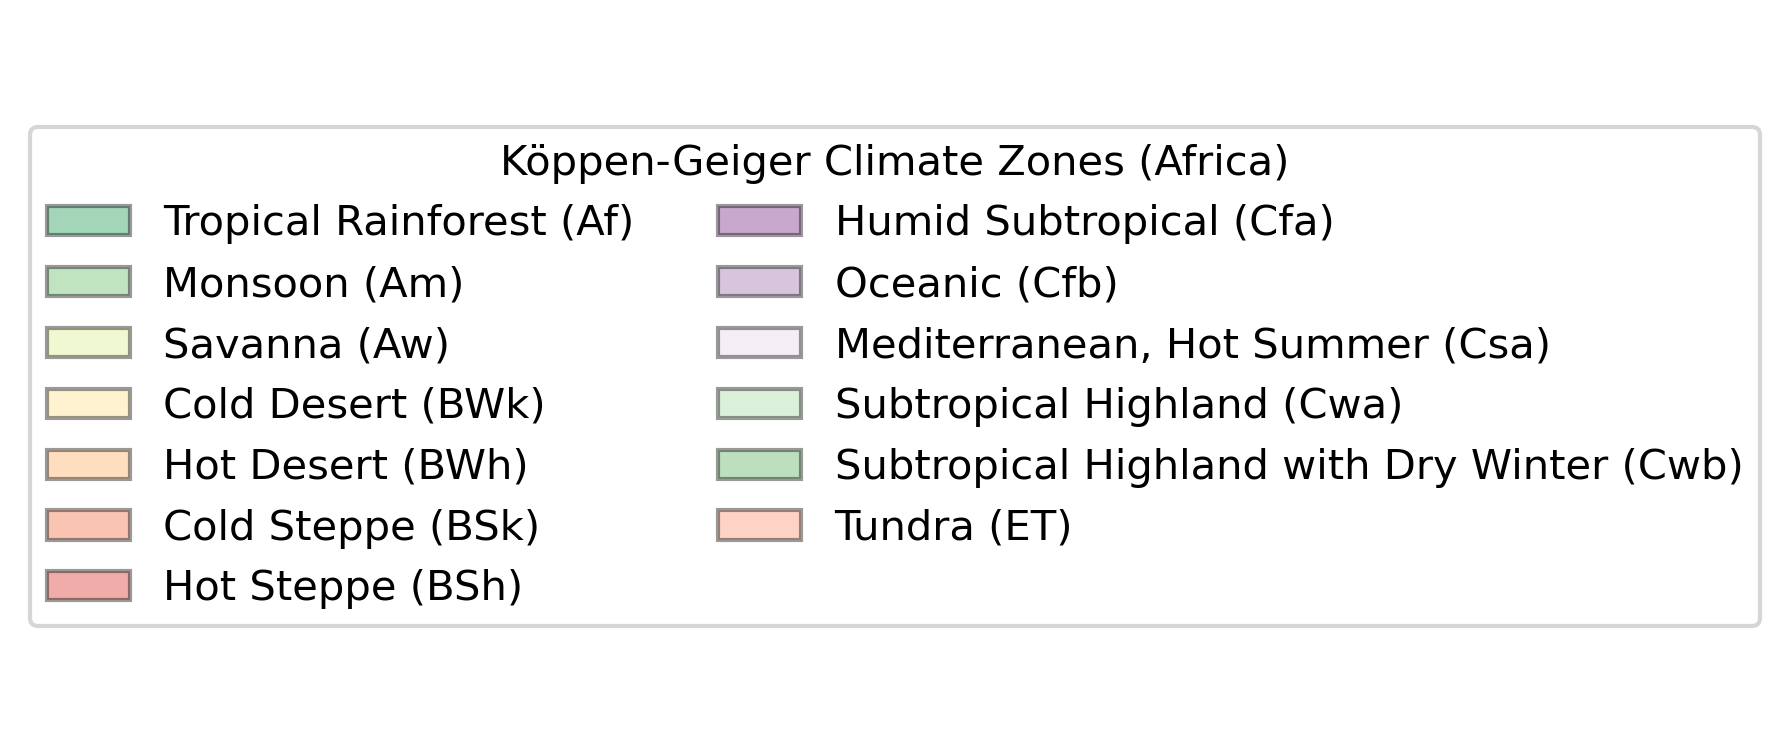 Köppen-Geiger Climate Zones (Africa)
Tropical Rainforest (Af)
Monsoon (Am)
Savanna (Aw)
Cold Desert (BWk)
Hot Desert (BWh)
Cold Steppe (BSk)
Hot Steppe (BSh)
Humid Subtropical (Cfa)
Oceanic (Cfb)
Mediterranean, Hot Summer (Csa)
Subtropical Highland (Cwa)
Subtropical Highland with Dry Winter (Cwb)
Tundra (ET)